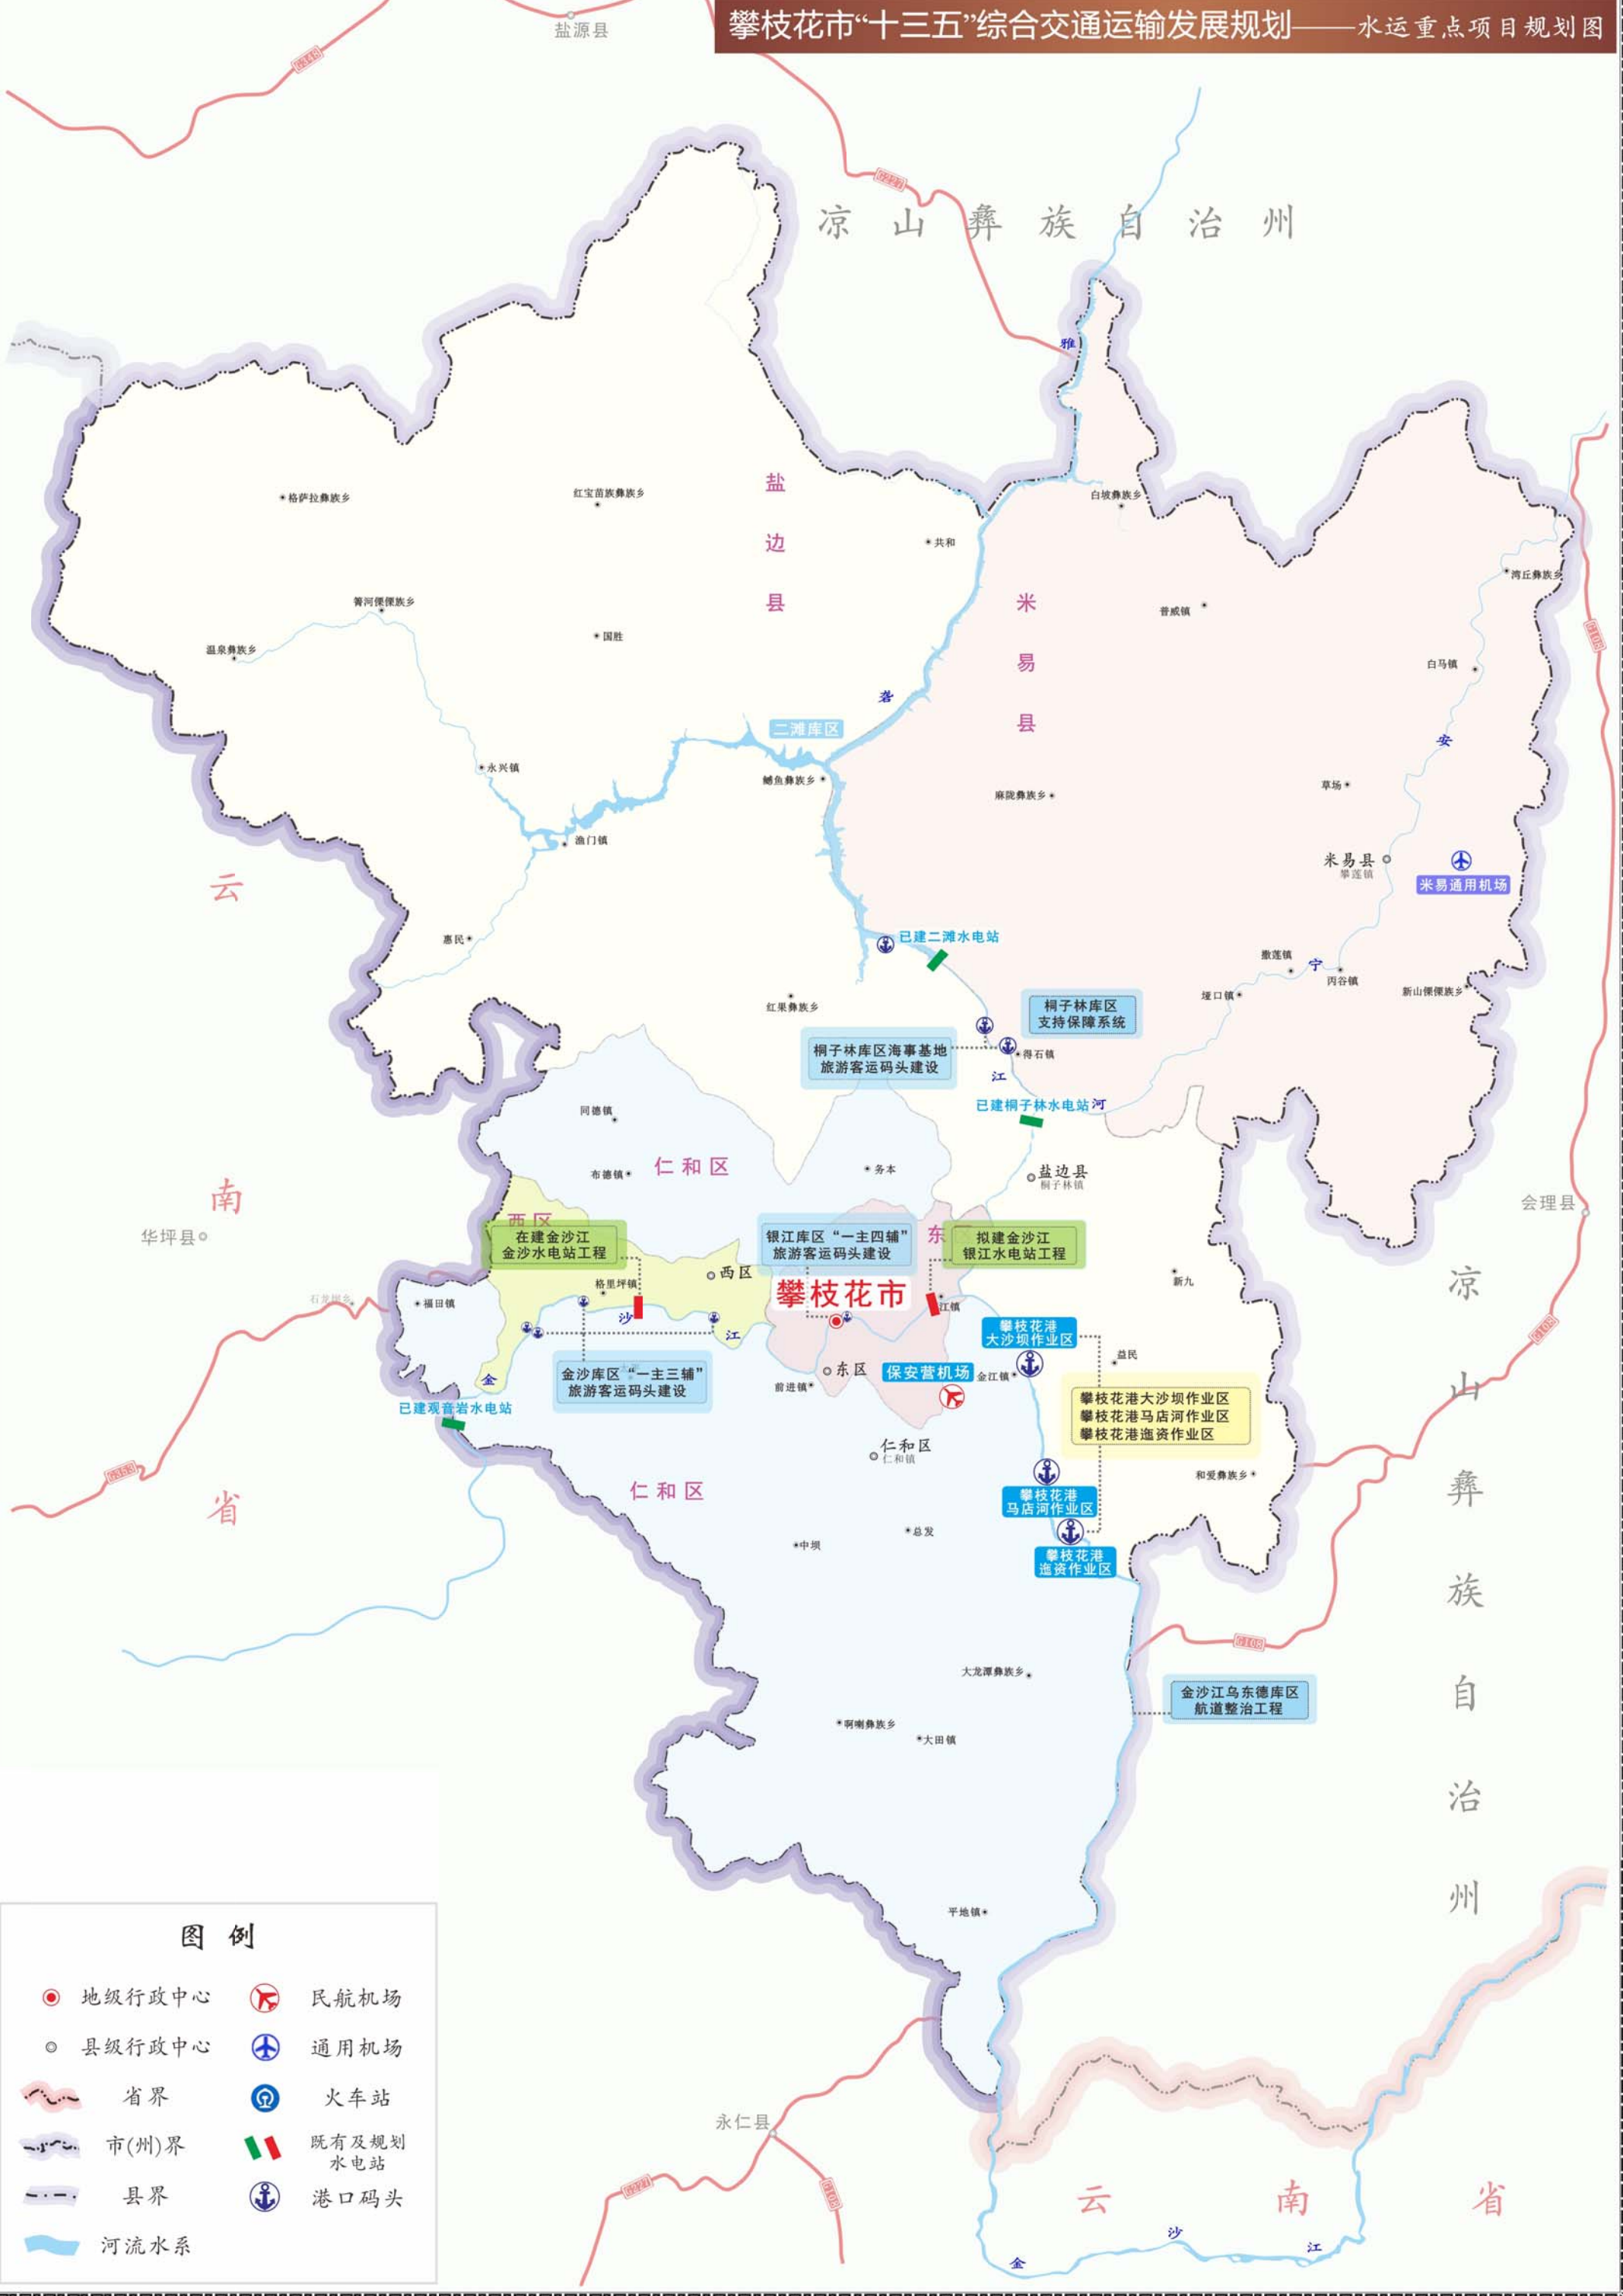 攀枝花市“十三五”综合交通运输发展规划——水运重点项目规划图
盐源县
凉山彝族自治州
雅
盐边县
格萨拉彝族乡
红宝苗族彝族乡
白坡彝族乡
共和
湾丘彝族乡
箐河傈僳族乡
米易县
普威镇
国胜
温泉彝族乡
白马镇
砻
二滩库区
安
永兴镇
鳡鱼彝族乡
草场
麻陇彝族乡
渔门镇
米易县
攀莲镇
米易通用机场
云
惠民
已建二滩水电站
撒莲镇
宁
丙谷镇
新山傈僳族乡
垭口镇
红果彝族乡
桐子林库区
支持保障系统
桐子林库区海事基地
旅游客运码头建设
得石镇
江
已建桐子林水电站
河
同德镇
仁和区
布德镇
务本
盐边县
桐子林镇
南
会理县
华坪县
西区
在建金沙江
金沙水电站工程
银江库区“一主四辅”
旅游客运码头建设
东
拟建金沙江
银江水电站工程
西区
格里坪镇
新九
凉山彝族自治州
攀枝花市
福田镇
江镇
沙
江
攀枝花港
大沙坝作业区
益民
金沙库区“一主三辅”
旅游客运码头建设
东区
保安营机场
金江镇
前进镇
金
攀枝花港大沙坝作业区
攀枝花港马店河作业区
攀枝花港迤资作业区
已建观音岩水电站
仁和区
仁和镇
和爱彝族乡
仁和区
省
攀枝花港
马店河作业区
总发
中坝
攀枝花港
迤资作业区
G108
G108
G108
大龙潭彝族乡
金沙江乌东德库区
航道整治工程
啊喇彝族乡
大田镇
平地镇
永仁县
云南省
金
沙
江
图例
地级行政中心
民航机场
县级行政中心
通用机场
省界
火车站
市(州)界
既有及规划
水电站
县界
港口码头
河流水系